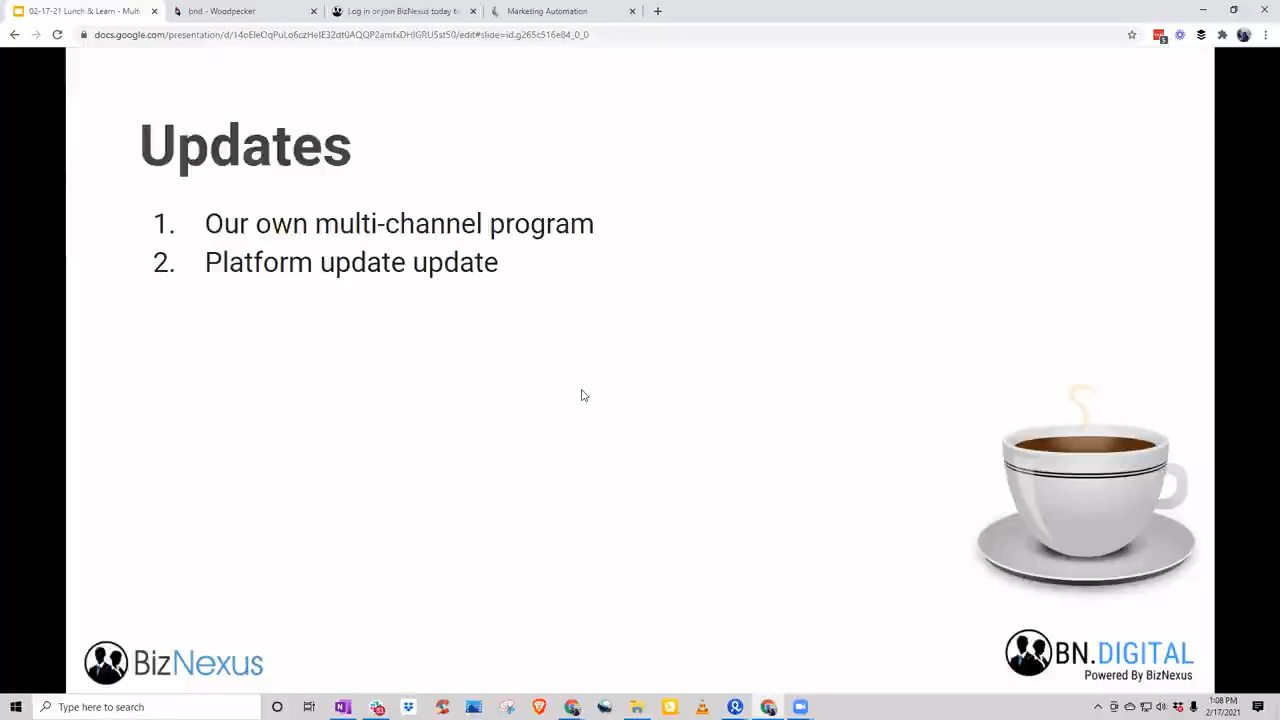 02-17-21 Lunch & Learn - Multi
bnd - Woodpecker
Log in or join BizNexus today to
Marketing Automation
Updates
1. Our own multi-channel program
2. Platform update update
BizNexus
BN.DIGITAL
Powered By BizNexus
Type here to search
1:08 PM
2/17/2021